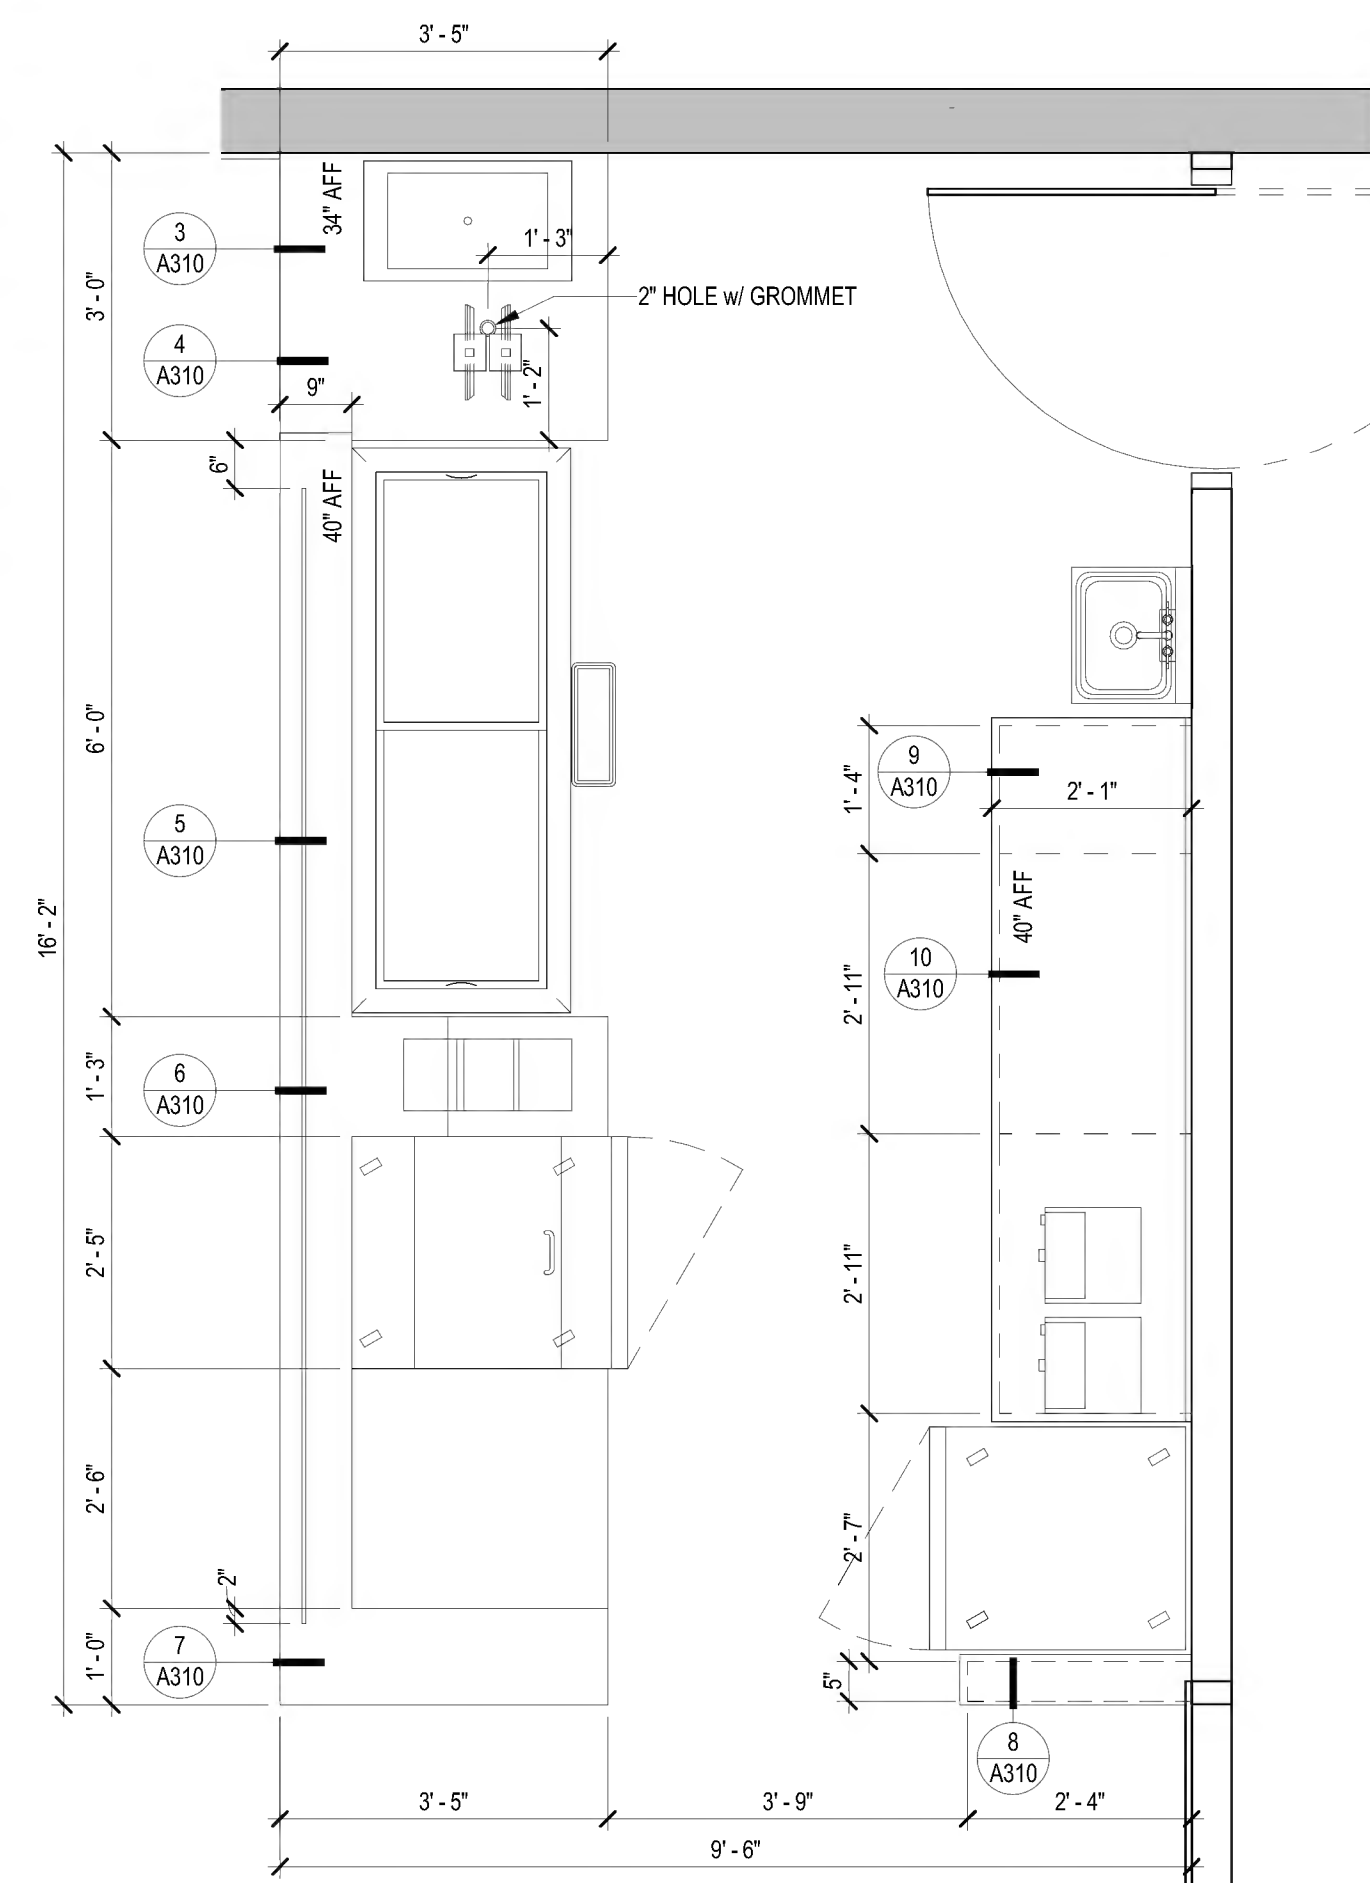 3' - 5"
34" AFF
3
A310
1' - 3"
3' - 0"
2" HOLE w/ GROMMET
4
A310
9"
1' - 2"
6"
40" AFF
6' - 0"
9
A310
1' - 4"
2' - 1"
5
A310
16' - 2"
40" AFF
10
A310
2' - 11"
1' - 3"
6
A310
2' - 5"
2' - 11"
2' - 6"
2' - 7"
2"
1' - 0"
7
A310
5"
8
A310
3' - 5"
3' - 9"
2' - 4"
9' - 6"